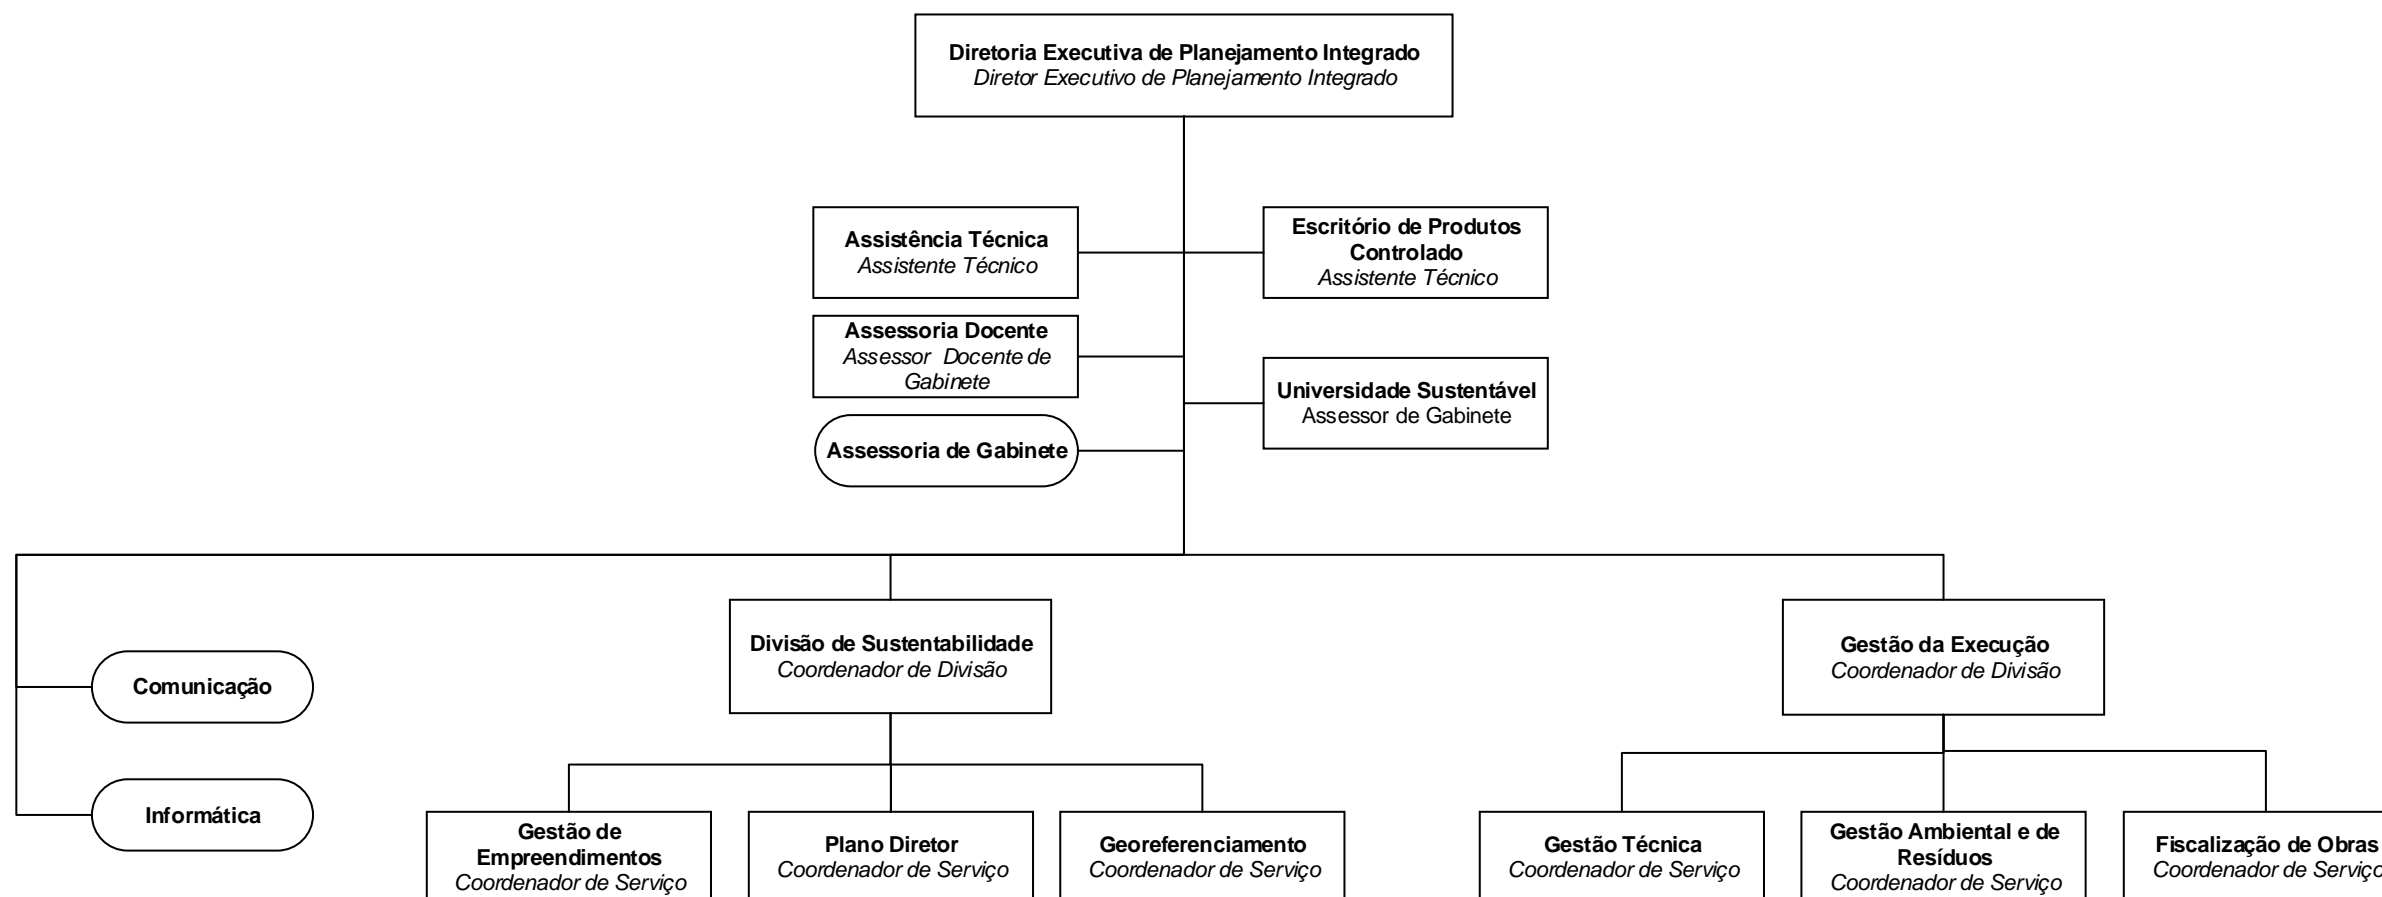 Diretoria Executiva de Planejamento Integrado
Diretor Executivo de Planejamento Integrado
Assistência Técnica
Assistente Técnico
Escritório de Produtos
Controlado
Assistente Técnico
Assessoria Docente
Assessor Docente de
Gabinete
Universidade Sustentável
Assessor de Gabinete
Assessoria de Gabinete
Divisão de Sustentabilidade
Coordenador de Divisão
Gestão da Execução
Coordenador de Divisão
Comunicação
Informática
Gestão de
Empreendimentos
Coordenador de Serviço
Plano Diretor
Coordenador de Serviço
Georeferenciamento
Coordenador de Serviço
Gestão Técnica
Coordenador de Serviço
Gestão Ambiental e de
Resíduos
Coordenador de Serviço
Fiscalização de Obras
Coordenador de Serviço